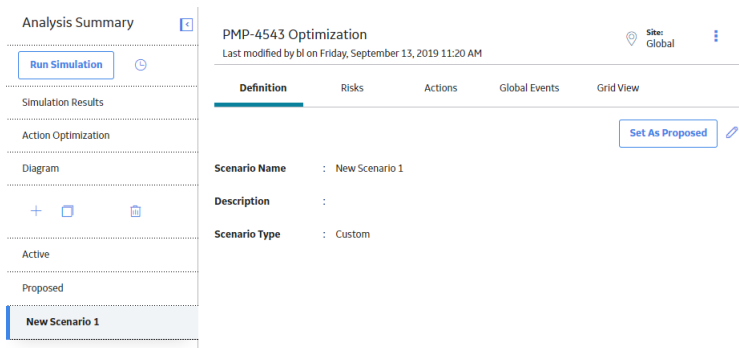 Analysis Summary
Run Simulation
Simulation Results
Action Optimization
Diagram
Active
Proposed
New Scenario 1
PMP-4543 Optimization
Last modified by bl on Friday, September 13, 2019 11:20 AM
Site:
Global
Definition Risks Actions Global Events Grid View
Set As Proposed
Scenario Name : New Scenario 1
Description :
Scenario Type : Custom